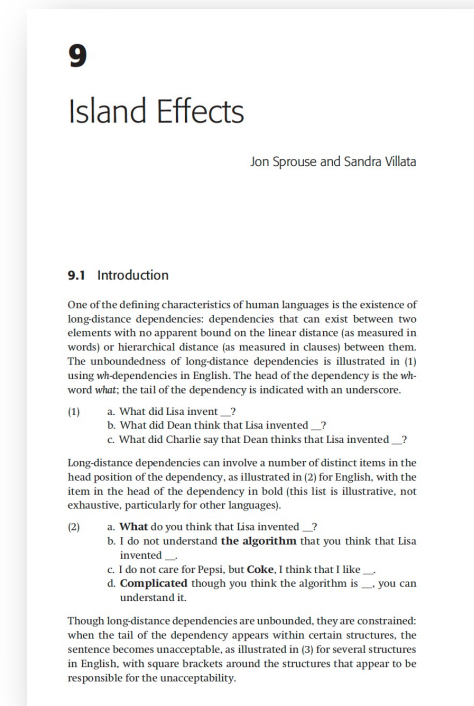 9
Island Effects
Jon Sprouse and Sandra Villata
9.1 Introduction
One of the defining characteristics of human languages is the existence of
long-distance dependencies: dependencies that can exist between two
elements with no apparent bound on the linear distance (as measured in
words) or hierarchical distance (as measured in clauses) between them.
The unboundedness of long-distance dependencies is illustrated in (1)
using wh-dependencies in English. The head of the dependency is the wh-
word what; the tail of the dependency is indicated with an underscore.
(1) a. What did Lisa invent __?
b. What did Dean think that Lisa invented __?
c. What did Charlie say that Dean thinks that Lisa invented __?
Long-distance dependencies can involve a number of distinct items in the
head position of the dependency, as illustrated in (2) for English, with the
item in the head of the dependency in bold (this list is illustrative, not
exhaustive, particularly for other languages).
(2) a. What do you think that Lisa invented __?
b. I do not understand the algorithm that you think that Lisa
invented __.
c. I do not care for Pepsi, but Coke, I think that I like __.
d. Complicated though you think the algorithm is __, you can
understand it.
Though long-distance dependencies are unbounded, they are constrained:
when the tail of the dependency appears within certain structures, the
sentence becomes unacceptable, as illustrated in (3) for several structures
in English, with square brackets around the structures that appear to be
responsible for the unacceptability.